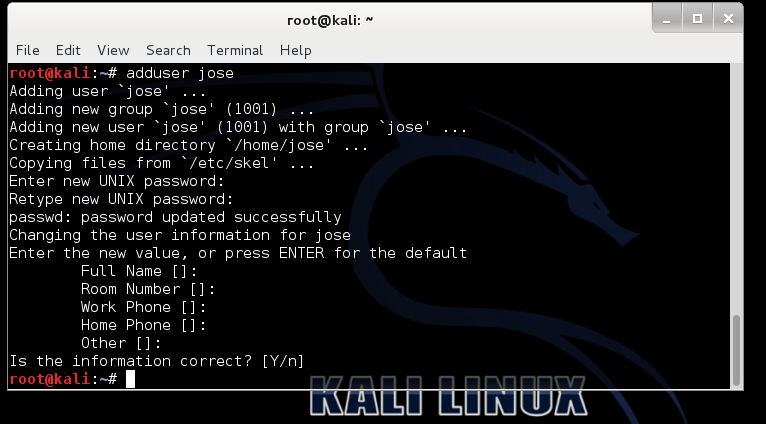 root@kali: ~
File Edit View Search Terminal Help
root@kali:~# adduser jose
Adding user `jose' ...
Adding new group `jose' (1001) ...
Adding new user `jose' (1001) with group `jose' ...
Creating home directory `/home/jose' ...
Copying files from `/etc/skel' ...
Enter new UNIX password:
Retype new UNIX password:
passwd: password updated successfully
Changing the user information for jose
Enter the new value, or press ENTER for the default
Full Name []:
Room Number []:
Work Phone []:
Home Phone []:
Other []:
Is the information correct? [Y/n]
root@kali:~#
KALI LINUX